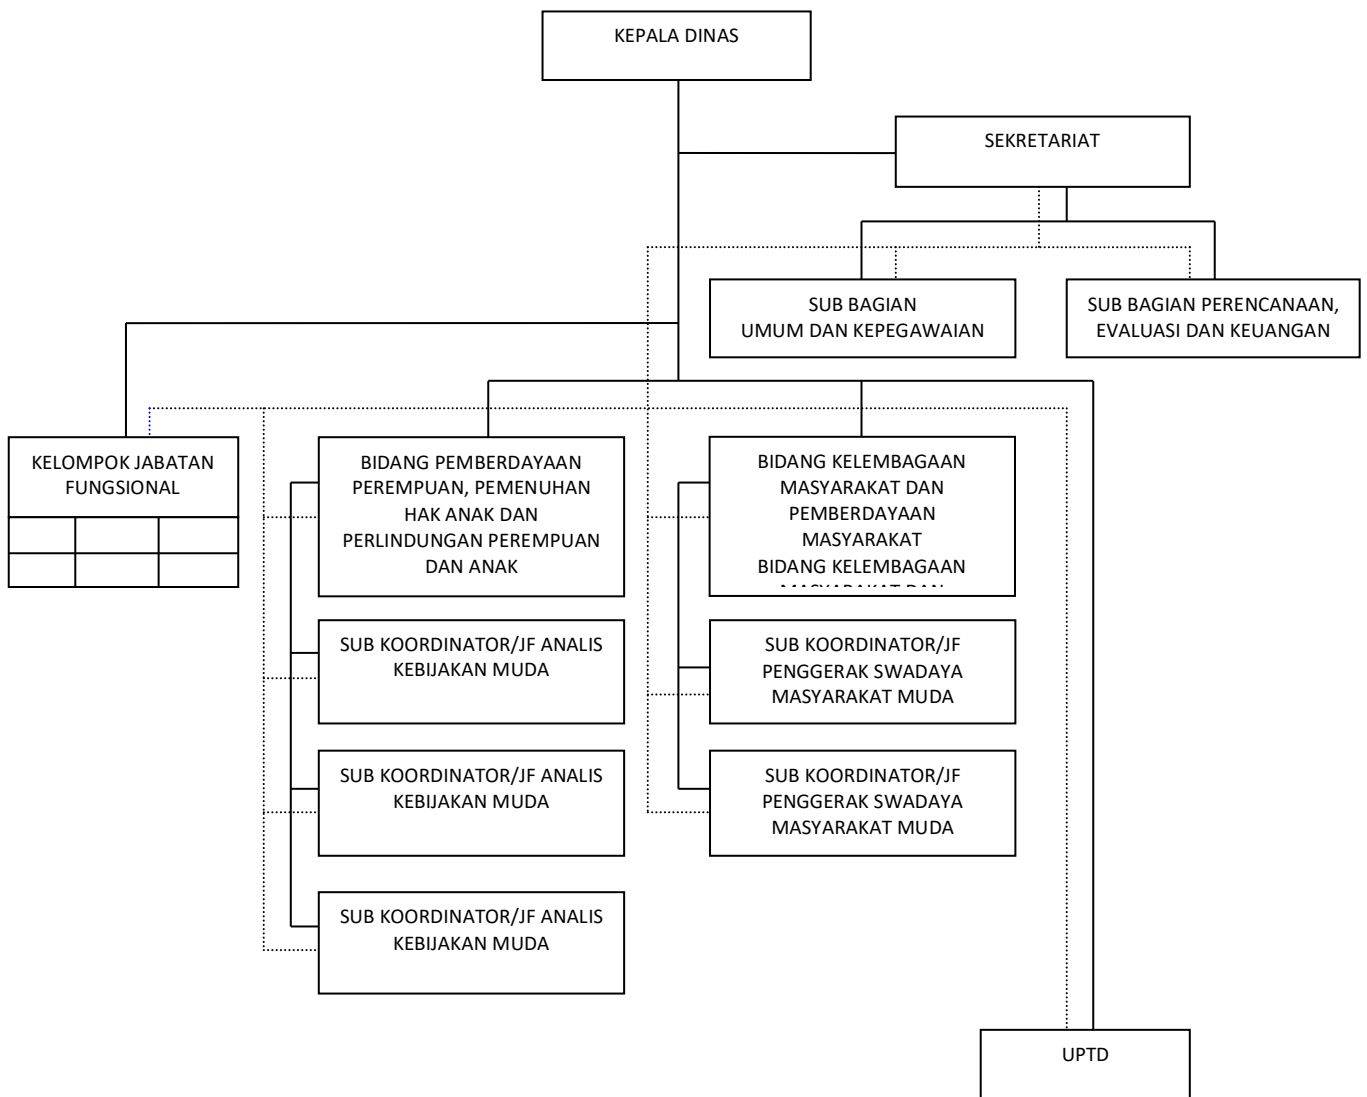 KEPALA DINAS
SEKRETARIAT
SUB BAGIAN
UMUM DAN KEPEGAWAIAN
SUB BAGIAN PERENCANAAN,
EVALUASI DAN KEUANGAN
KELOMPOK JABATAN
FUNGSIONAL
BIDANG PEMBERDAYAAN
PEREMPUAN, PEMENUHAN
HAK ANAK DAN
PERLINDUNGAN PEREMPUAN
DAN ANAK
BIDANG KELEMBAGAAN
MASYARAKAT DAN
PEMBERDAYAAN
MASYARAKAT
BIDANG KELEMBAGAAN
MASYARAKAT DAN
SUB KOORDINATOR/JF ANALIS
KEBIJAKAN MUDA
SUB KOORDINATOR/JF
PENGGERAK SWADAYA
MASYARAKAT MUDA
SUB KOORDINATOR/JF ANALIS
KEBIJAKAN MUDA
SUB KOORDINATOR/JF
PENGGERAK SWADAYA
MASYARAKAT MUDA
SUB KOORDINATOR/JF ANALIS
KEBIJAKAN MUDA
UPTD